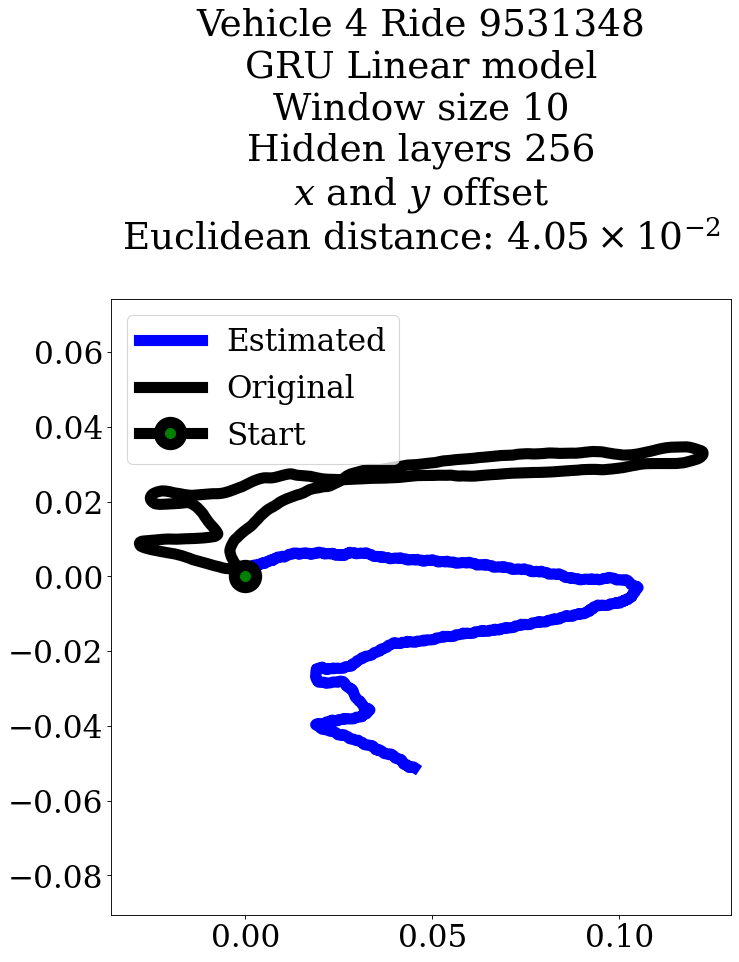 Vehicle 4 Ride 9531348
GRU Linear model
Window size 10
Hidden layers 256
x and y offset
Euclidean distance: 4.05 × 10⁻²
Estimated
Original
Start
0.06
0.04
0.02
0.00
−0.02
−0.04
−0.06
−0.08
0.00 0.05 0.10